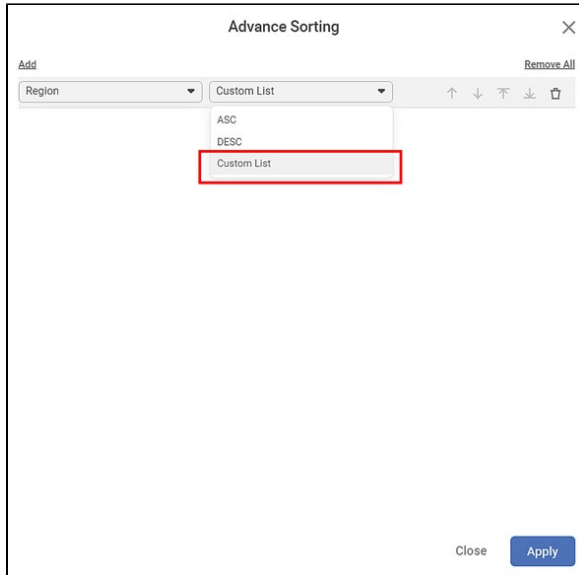 Advance Sorting
Add Remove All
Region Custom List
ASC
DESC
Custom List
Close Apply